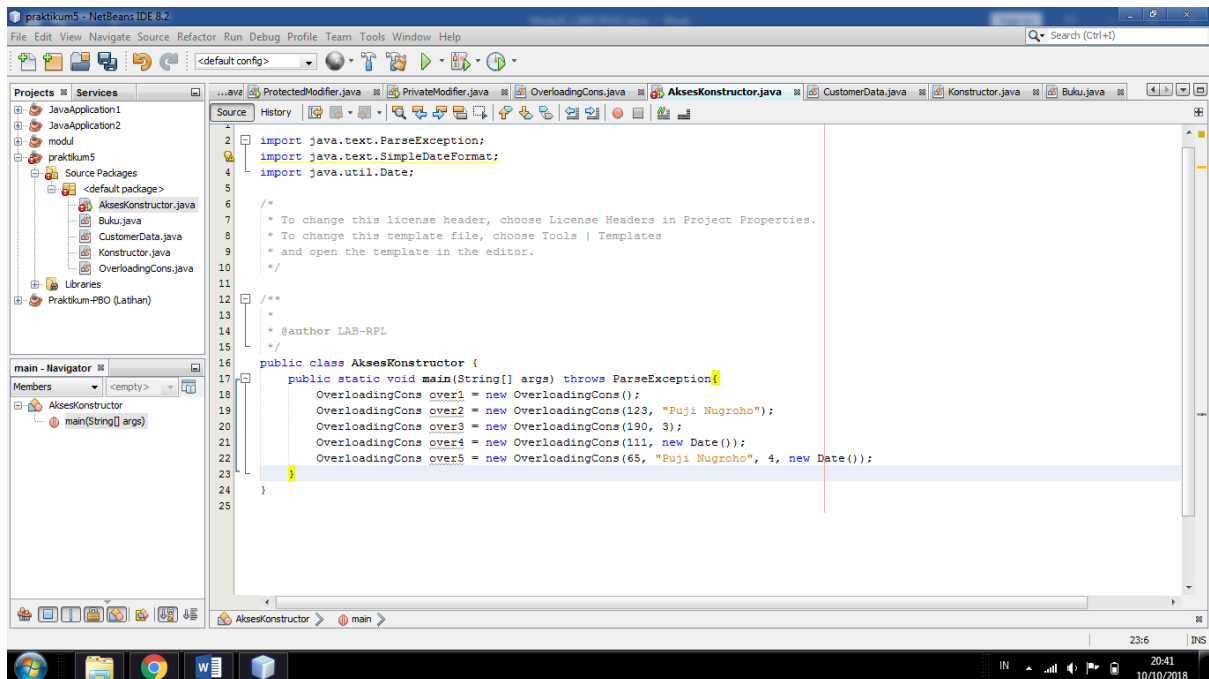 praktikum5 - NetBeans IDE 8.2
File Edit View Navigate Source Refactor Run Debug Profile Team Tools Window Help
Search (Ctrl+I)
<default config>
Projects Services
JavaApplication1
JavaApplication2
modul
praktikum5
Source Packages
<default package>
AksesKonstructor.java
Buku.java
CustomerData.java
Konstructor.java
OverloadingCons.java
Libraries
Praktikum-PBO (Latihan)
main - Navigator
Members <empty>
AksesKonstructor
main(String[] args)
...ava ProtectedModifier.java PrivateModifier.java OverloadingCons.java AksesKonstructor.java CustomerData.java Konstructor.java Buku.java
Source History
1
2 import java.text.ParseException;
import java.text.SimpleDateFormat;
4 import java.util.Date;
5
6 /*
7 * To change this license header, choose License Headers in Project Properties.
8 * To change this template file, choose Tools | Templates
9 * and open the template in the editor.
10 */
11
12 /**
13 *
14 * @author LAB-RPL
15 */
16 public class AksesKonstructor {
17 public static void main(String[] args) throws ParseException{
18 OverloadingCons over1 = new OverloadingCons();
19 OverloadingCons over2 = new OverloadingCons(123, "Puji Nugroho");
20 OverloadingCons over3 = new OverloadingCons(190, 3);
21 OverloadingCons over4 = new OverloadingCons(111, new Date());
22 OverloadingCons over5 = new OverloadingCons(65, "Puji Nugroho", 4, new Date());
23 }
24 }
25
AksesKonstructor main
23:6 INS
IN
20:41
10/10/2018